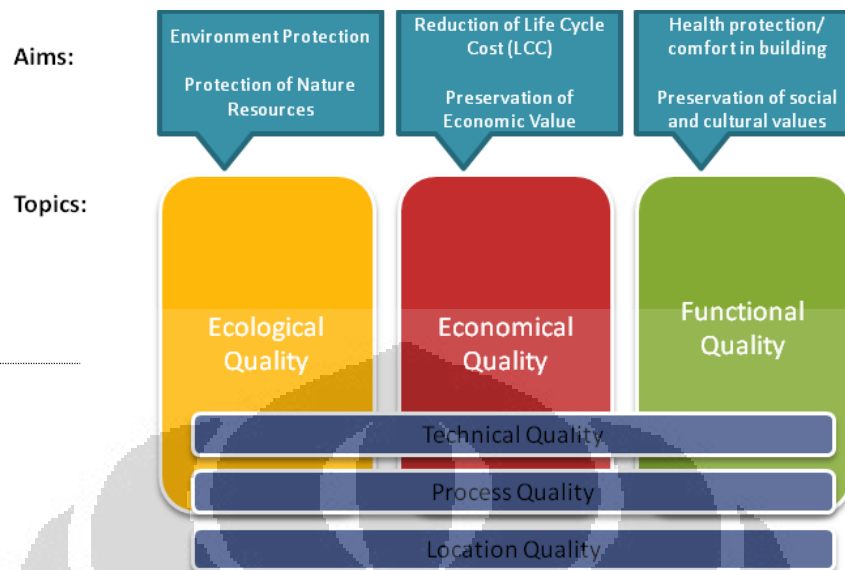 Aims:
Environment Protection
Protection of Nature
Resources
Reduction of Life Cycle
Cost (LCC)
Preservation of
Economic Value
Health protection/
comfort in building
Preservation of social
and cultural values
Topics:
Ecological
Quality
Economical
Quality
Functional
Quality
Technical Quality
Process Quality
Location Quality